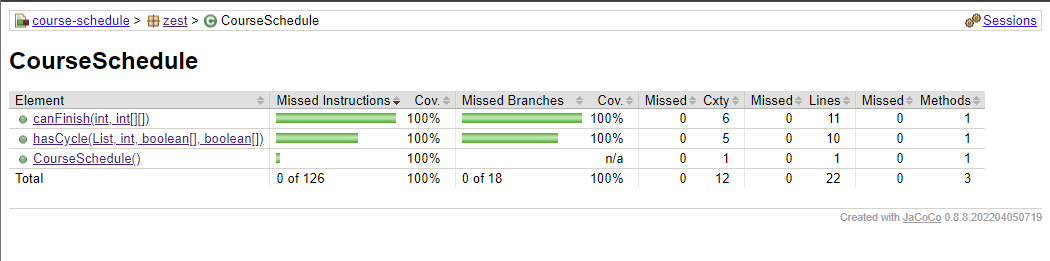 course-schedule > zest > CourseSchedule Sessions
CourseSchedule
Element Missed Instructions Cov. Missed Branches Cov. Missed Cxty Missed Lines Missed Methods
canFinish(int, int[][]) 100% 100% 0 6 0 11 0 1
hasCycle(List, int, boolean[], boolean[]) 100% 100% 0 5 0 10 0 1
CourseSchedule() 100% n/a 0 1 0 1 0 1
Total 0 of 126 100% 0 of 18 100% 0 12 0 22 0 3
Created with JaCoCo 0.8.8.202204050719